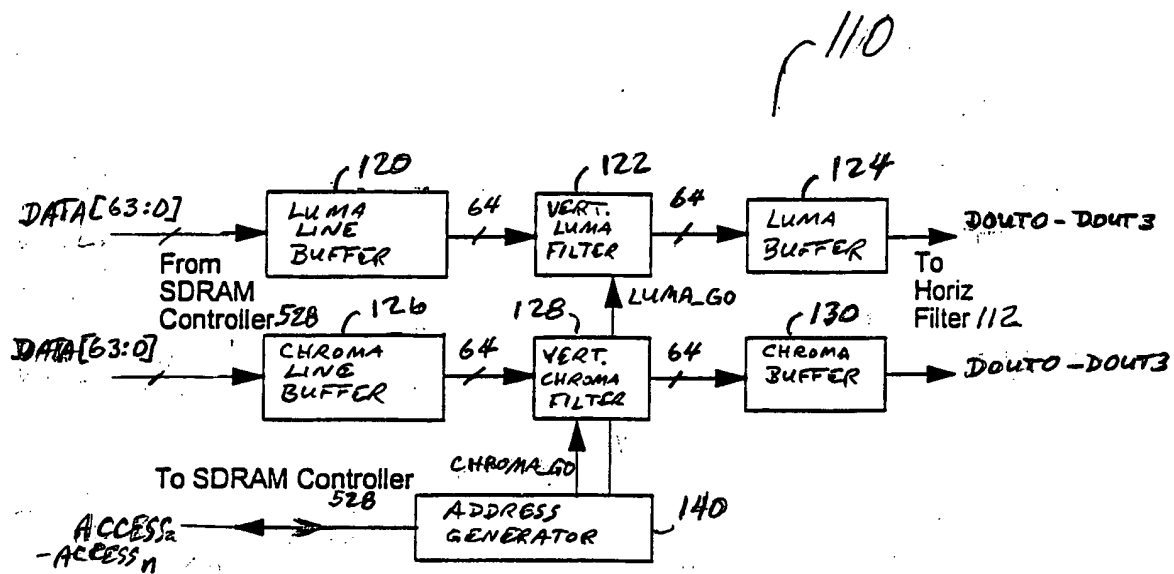 110
120
122
124
DATA[63:0]
LUMA
LINE
BUFFER
64
VERT.
LUMA
FILTER
64
LUMA
BUFFER
DOUT0-DOUT3
From
SDRAM
Controller 528
To
Horiz
Filter 112
LUMA_GO
126
128
130
DATA[63:0]
CHROMA
LINE
BUFFER
64
VERT.
CHROMA
FILTER
64
CHROMA
BUFFER
DOUT0-DOUT3
CHROMA_GO
To SDRAM Controller
528
ADDRESS
GENERATOR
140
ACCESSa
-ACCESSn